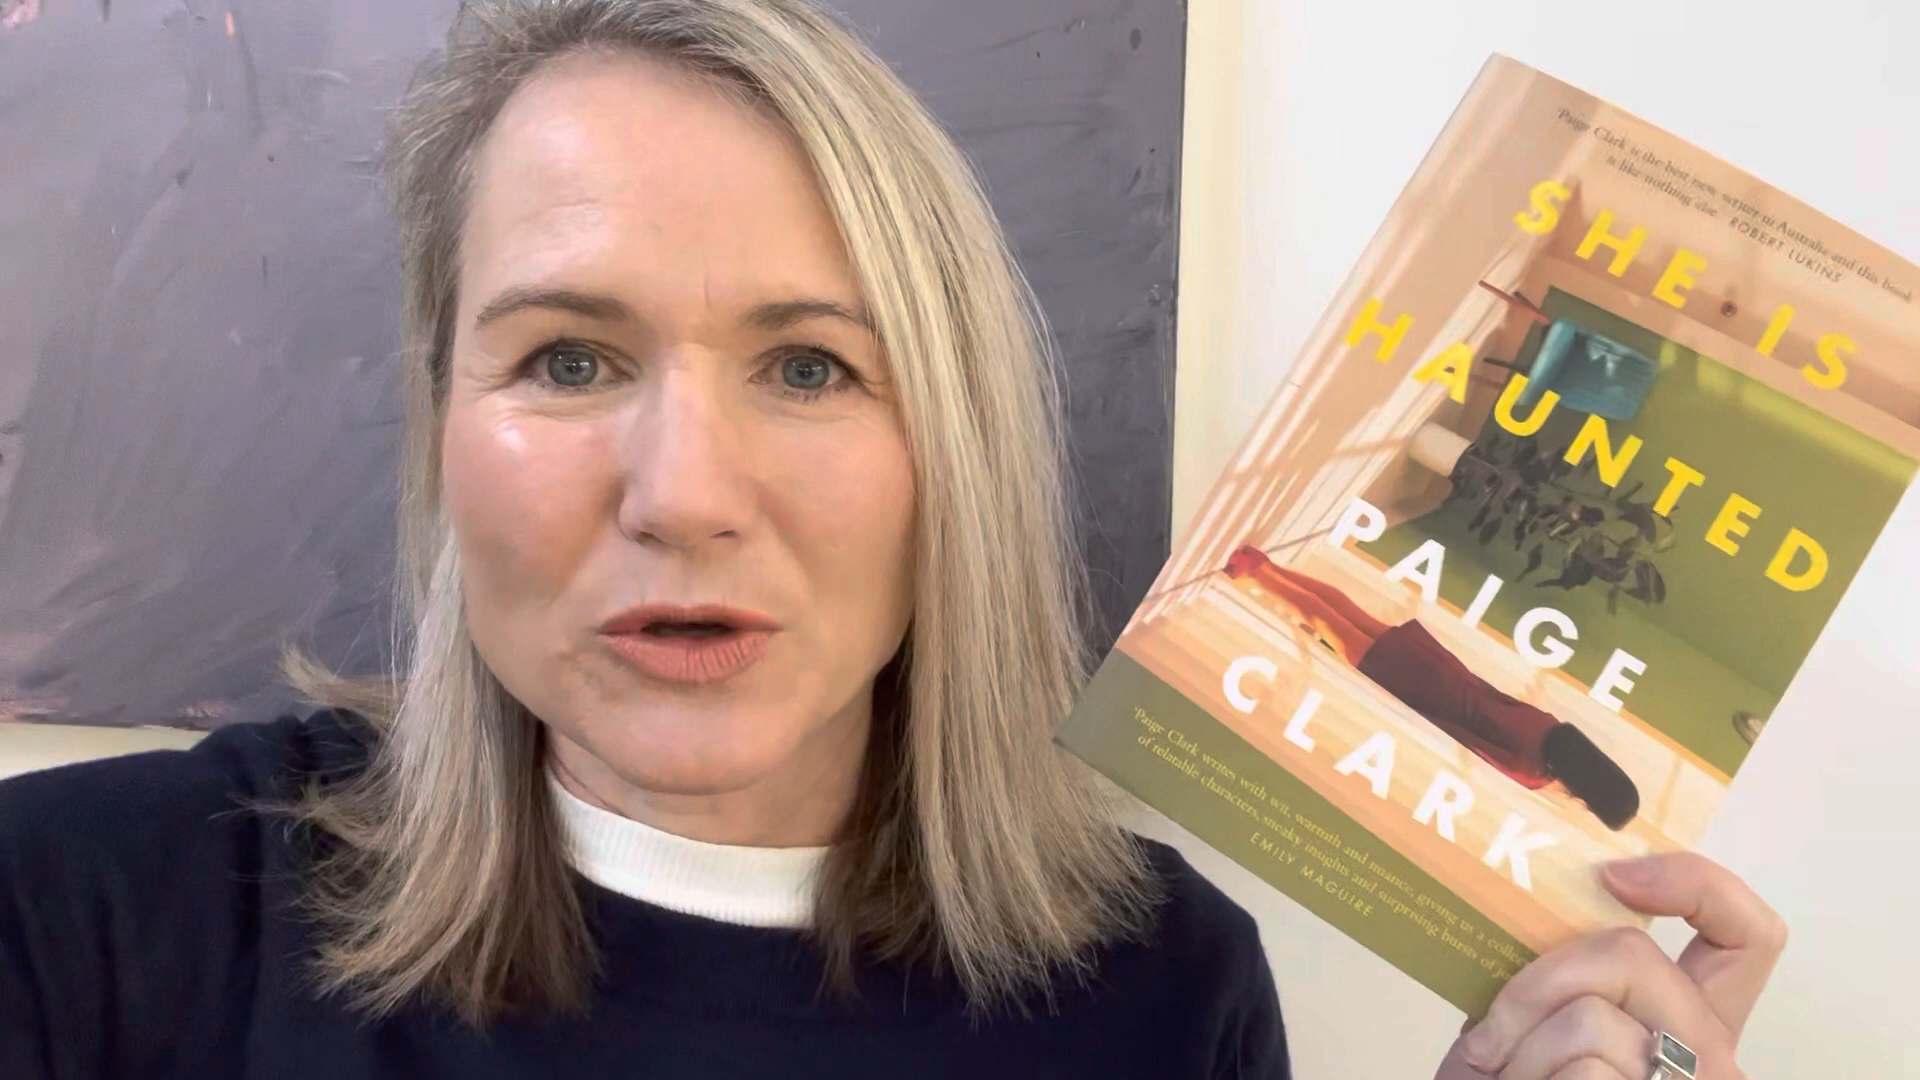 'Paige Clark is the best new writer in Australia and this book
is like nothing else' ROBERT LUKINS
SHE IS
HAUNTED
PAIGE
CLARK
'Paige Clark writes with wit, warmth and nuance, giving us a
of relatable characters, sneaky insights and surprising bursts of
EMILY MAGUIRE